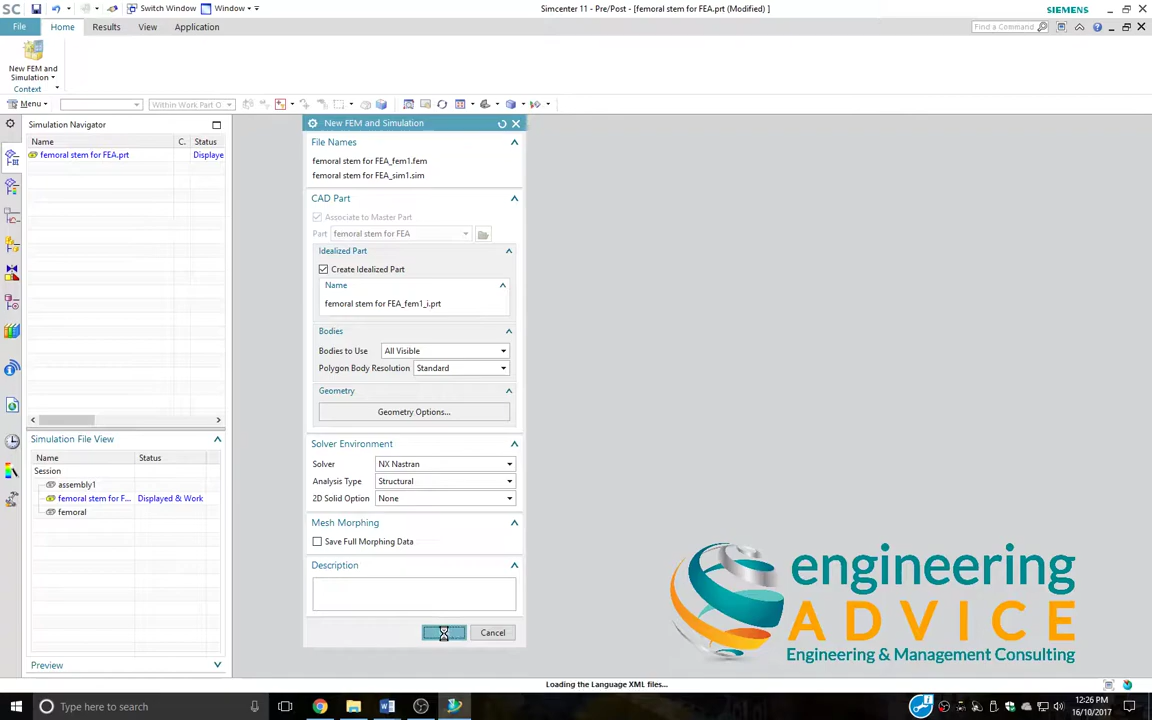 SC
Switch Window
Window
Simcenter 11 - Pre/Post - [femoral stem for FEA.prt (Modified) ]
SIEMENS
File
Home
Results
View
Application
Find a Command
New FEM and
Simulation
Context
Menu
Within Work Part O
Simulation Navigator
Name
C.
Status
femoral stem for FEA.prt
Displaye
Simulation File View
Name
Status
Session
assembly1
femoral stem for F...
Displayed & Work
femoral
Preview
New FEM and Simulation
File Names
femoral stem for FEA_fem1.fem
femoral stem for FEA_sim1.sim
CAD Part
Associate to Master Part
Part
femoral stem for FEA
Idealized Part
Create Idealized Part
Name
femoral stem for FEA_fem1_i.prt
Bodies
Bodies to Use
All Visible
Polygon Body Resolution
Standard
Geometry
Geometry Options...
Solver Environment
Solver
NX Nastran
Analysis Type
Structural
2D Solid Option
None
Mesh Morphing
Save Full Morphing Data
Description
Cancel
engineering
ADVICE
Engineering & Management Consulting
Loading the Language XML files...
Type here to search
12:26 PM
16/10/2017